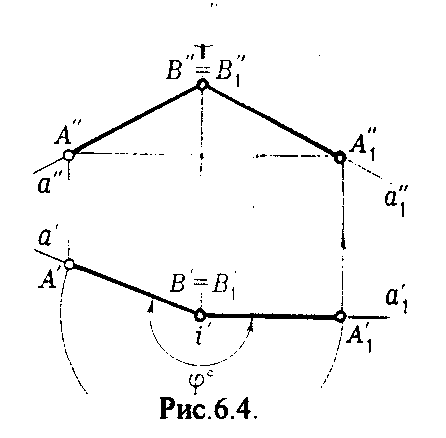 B" = B"₁
A"
A"₁
a"
a"₁
a'
A'
B' = B'₁
i'
a'₁
A'₁
φ°
Рис.6.4.